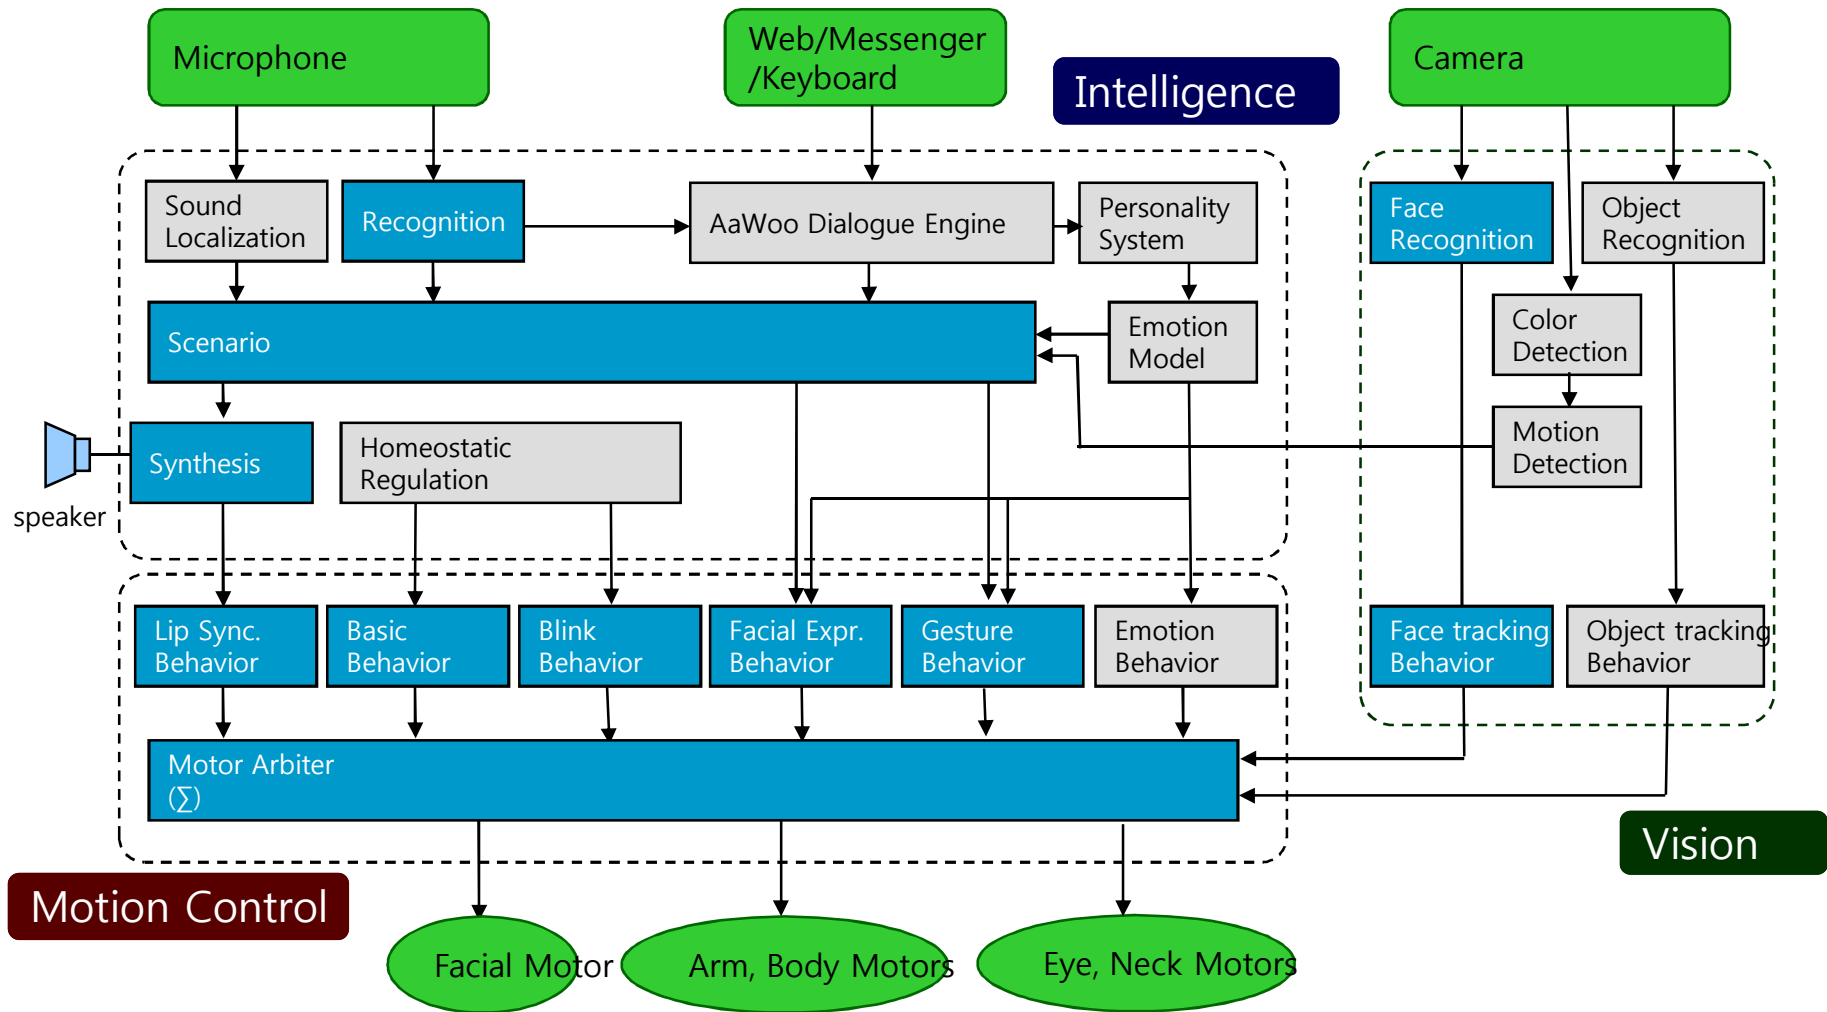 Microphone
Web/Messenger
/Keyboard
Intelligence
Camera
Sound
Localization
Recognition
AaWoo Dialogue Engine
Personality
System
Face
Recognition
Object
Recognition
Scenario
Emotion
Model
Color
Detection
Synthesis
Homeostatic
Regulation
Motion
Detection
speaker
Lip Sync.
Behavior
Basic
Behavior
Blink
Behavior
Facial Expr.
Behavior
Gesture
Behavior
Emotion
Behavior
Face tracking
Behavior
Object tracking
Behavior
Motor Arbiter
(∑)
Vision
Motion Control
Facial Motor
Arm, Body Motors
Eye, Neck Motors